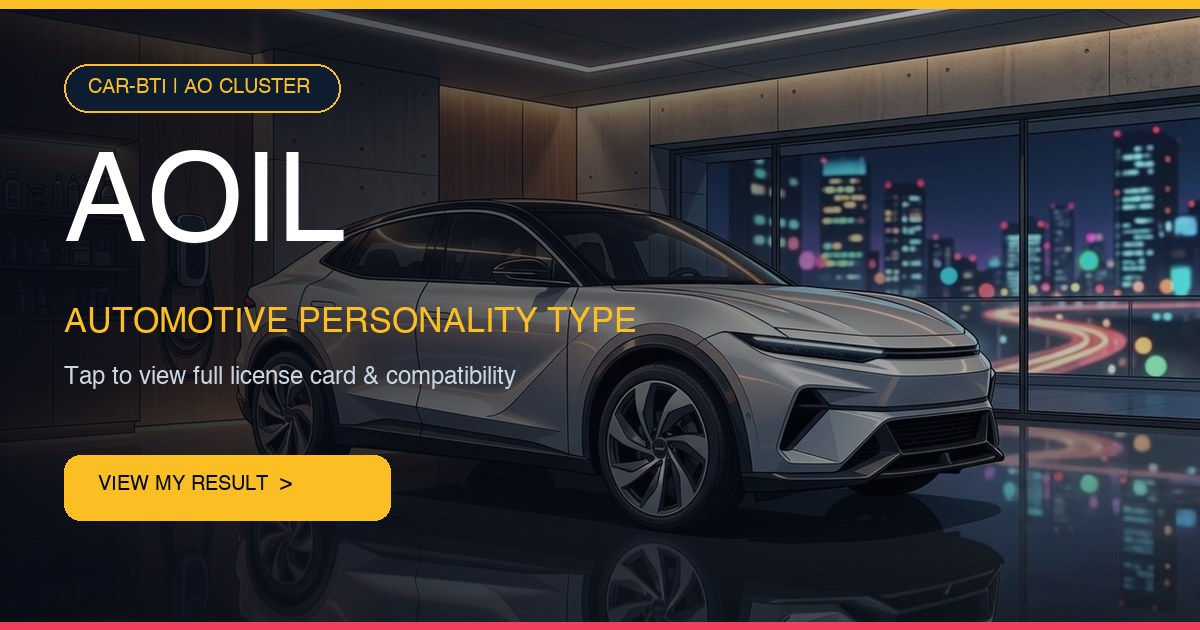 CAR-BTI | AO CLUSTER
AOIL
AUTOMOTIVE PERSONALITY TYPE
Tap to view full license card & compatibility
VIEW MY RESULT >